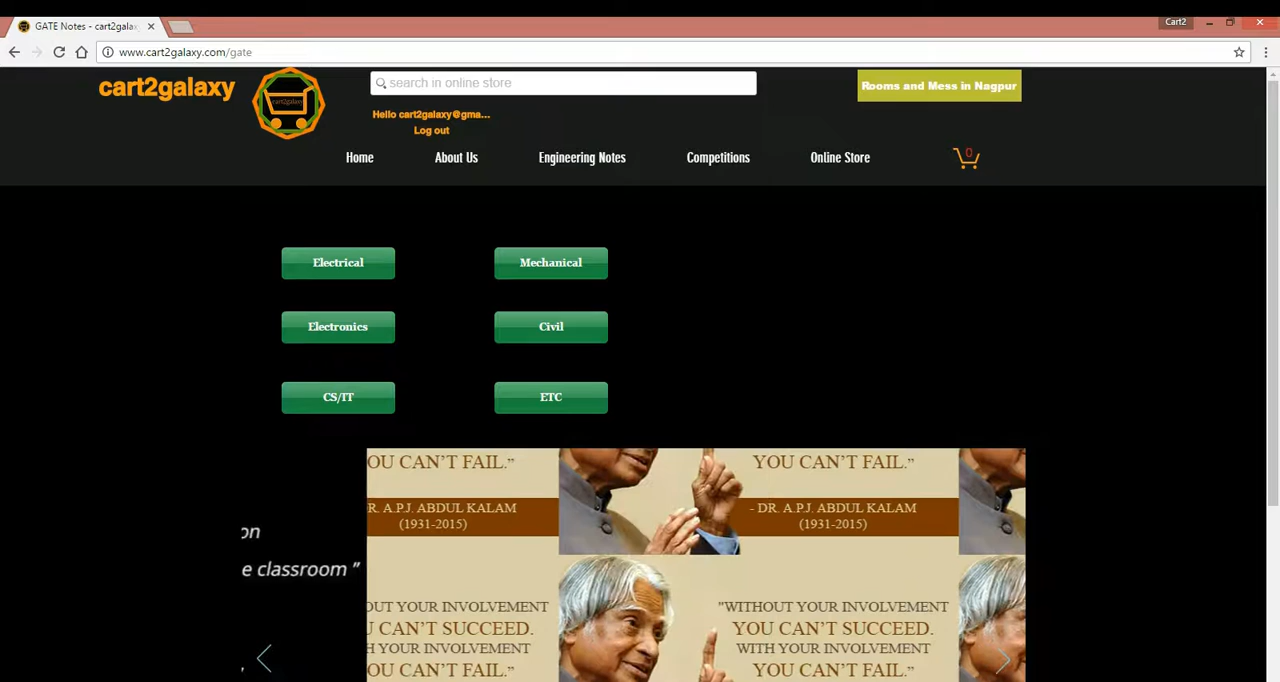 GATE Notes - cart2gala
Cart2
www.cart2galaxy.com/gate
cart2galaxy
cart2galaxy
search in online store
Rooms and Mess in Nagpur
Hello cart2galaxy@gma...
Log out
Home About Us Engineering Notes Competitions Online Store 0
Electrical Mechanical
Electronics Civil
CS/IT ETC
OU CAN'T FAIL.” YOU CAN'T FAIL.”
R. A.P.J. ABDUL KALAM - DR. A.P.J. ABDUL KALAM
(1931-2015) (1931-2015)
on
e classroom ”
OUT YOUR INVOLVEMENT "WITHOUT YOUR INVOLVEMENT
U CAN'T SUCCEED. YOU CAN'T SUCCEED.
H YOUR INVOLVEMENT WITH YOUR INVOLVEMENT
OU CAN'T FAIL.” YOU CAN'T FAIL.”